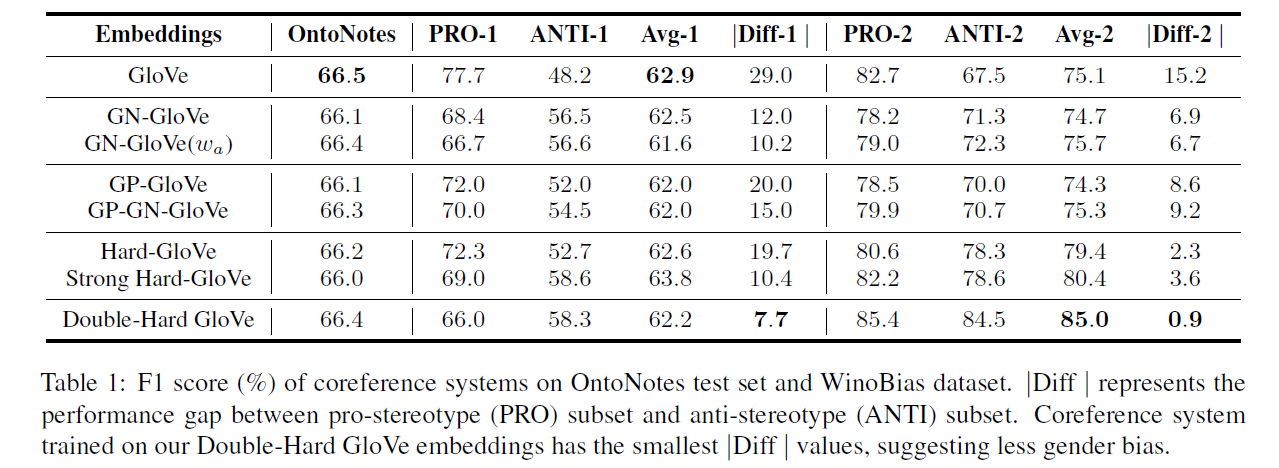 Embeddings OntoNotes PRO-1 ANTI-1 Avg-1 |Diff-1 | PRO-2 ANTI-2 Avg-2 |Diff-2 |
GloVe 66.5 77.7 48.2 62.9 29.0 82.7 67.5 75.1 15.2
GN-GloVe 66.1 68.4 56.5 62.5 12.0 78.2 71.3 74.7 6.9
GN-GloVe(wₐ) 66.4 66.7 56.6 61.6 10.2 79.0 72.3 75.7 6.7
GP-GloVe 66.1 72.0 52.0 62.0 20.0 78.5 70.0 74.3 8.6
GP-GN-GloVe 66.3 70.0 54.5 62.0 15.0 79.9 70.7 75.3 9.2
Hard-GloVe 66.2 72.3 52.7 62.6 19.7 80.6 78.3 79.4 2.3
Strong Hard-GloVe 66.0 69.0 58.6 63.8 10.4 82.2 78.6 80.4 3.6
Double-Hard GloVe 66.4 66.0 58.3 62.2 7.7 85.4 84.5 85.0 0.9
Table 1: F1 score (%) of coreference systems on OntoNotes test set and WinoBias dataset. |Diff | represents the
performance gap between pro-stereotype (PRO) subset and anti-stereotype (ANTI) subset. Coreference system
trained on our Double-Hard GloVe embeddings has the smallest |Diff | values, suggesting less gender bias.